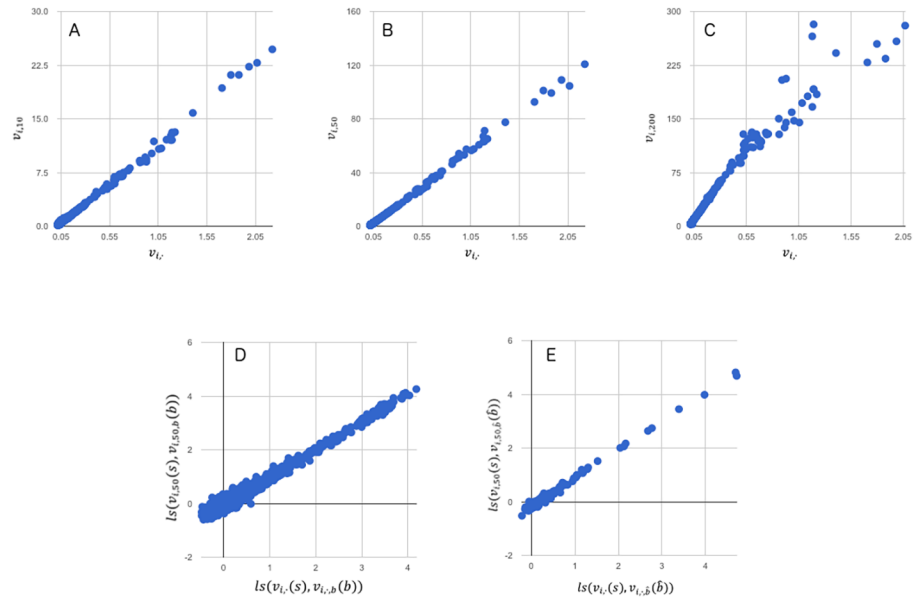 A
30.0
22.5
15.0
7.5
0.0
0.05 0.55 1.05 1.55 2.05
v_{i,10}
v_{i,·}
B
160
120
80
40
0
0.05 0.55 1.05 1.55 2.05
v_{i,50}
v_{i,·}
C
300
225
150
75
0
0.05 0.55 1.05 1.55 2.05
v_{i,200}
v_{i,·}
D
6
4
2
0
-2
0 1 2 3 4
ls(v_{i,50}(s), v_{i,50,b}(b))
ls(v_{i,·}(s), v_{i,·,b}(b))
E
6
4
2
0
-2
0 1 2 3 4
ls(v_{i,50}(s), v_{i,50,b̂}(b̂))
ls(v_{i,·}(s), v_{i,·,b̂}(b̂))